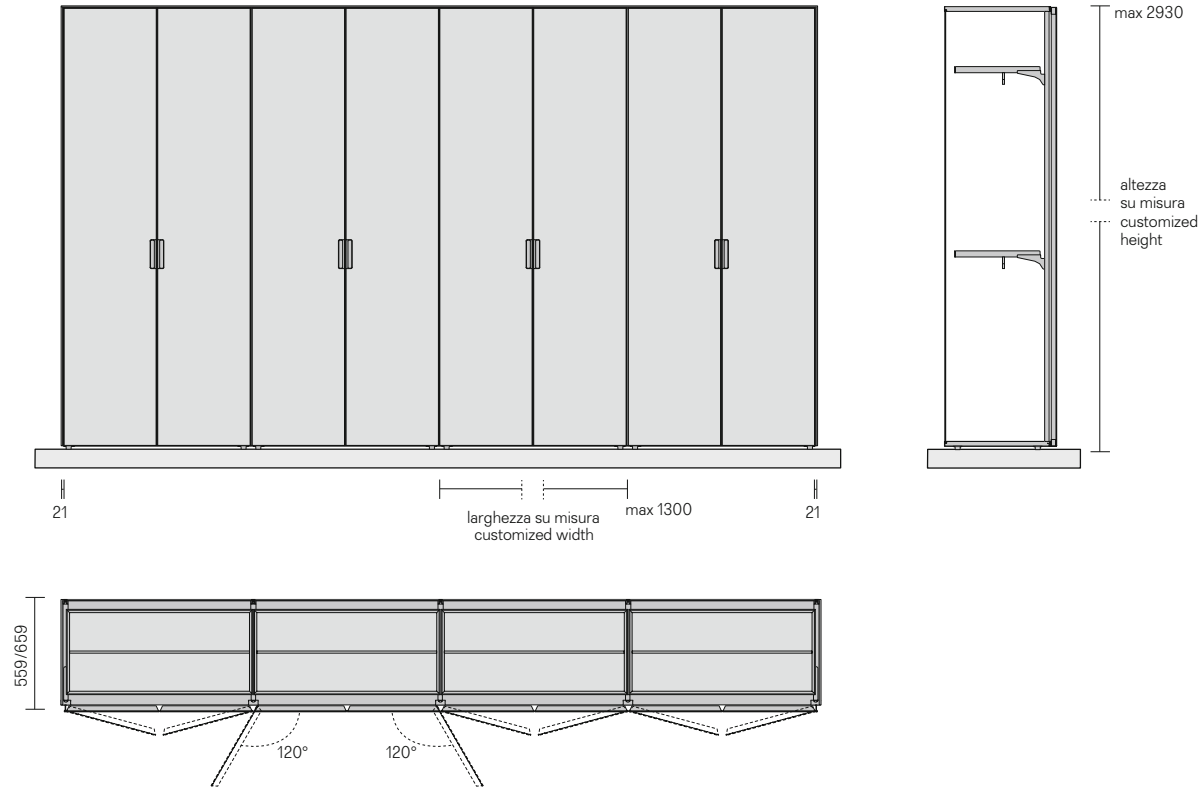 max 2930
altezza
su misura
customized
height
21
larghezza su misura
customized width
max 1300
21
559/659
120°
120°